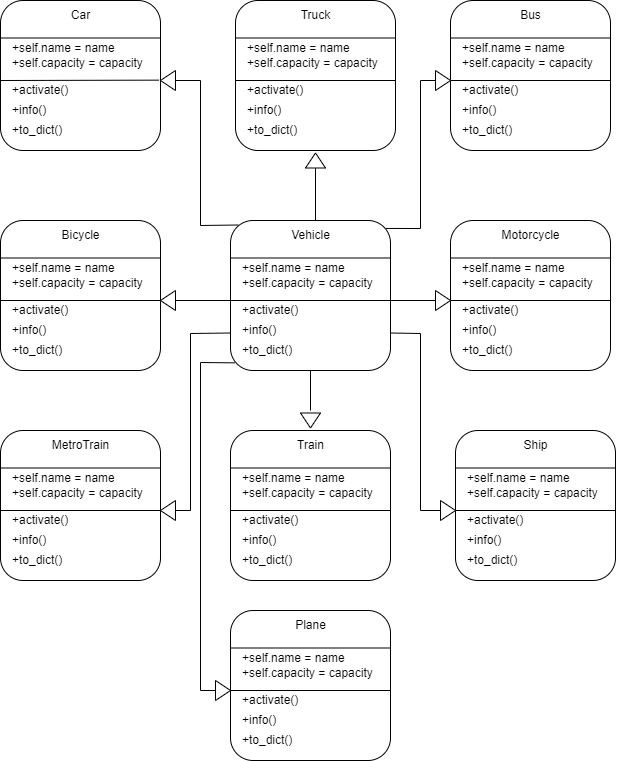 Car
+self.name = name
+self.capacity = capacity
+activate()
+info()
+to_dict()
Truck
+self.name = name
+self.capacity = capacity
+activate()
+info()
+to_dict()
Bus
+self.name = name
+self.capacity = capacity
+activate()
+info()
+to_dict()
Bicycle
+self.name = name
+self.capacity = capacity
+activate()
+info()
+to_dict()
Vehicle
+self.name = name
+self.capacity = capacity
+activate()
+info()
+to_dict()
Motorcycle
+self.name = name
+self.capacity = capacity
+activate()
+info()
+to_dict()
MetroTrain
+self.name = name
+self.capacity = capacity
+activate()
+info()
+to_dict()
Train
+self.name = name
+self.capacity = capacity
+activate()
+info()
+to_dict()
Ship
+self.name = name
+self.capacity = capacity
+activate()
+info()
+to_dict()
Plane
+self.name = name
+self.capacity = capacity
+activate()
+info()
+to_dict()